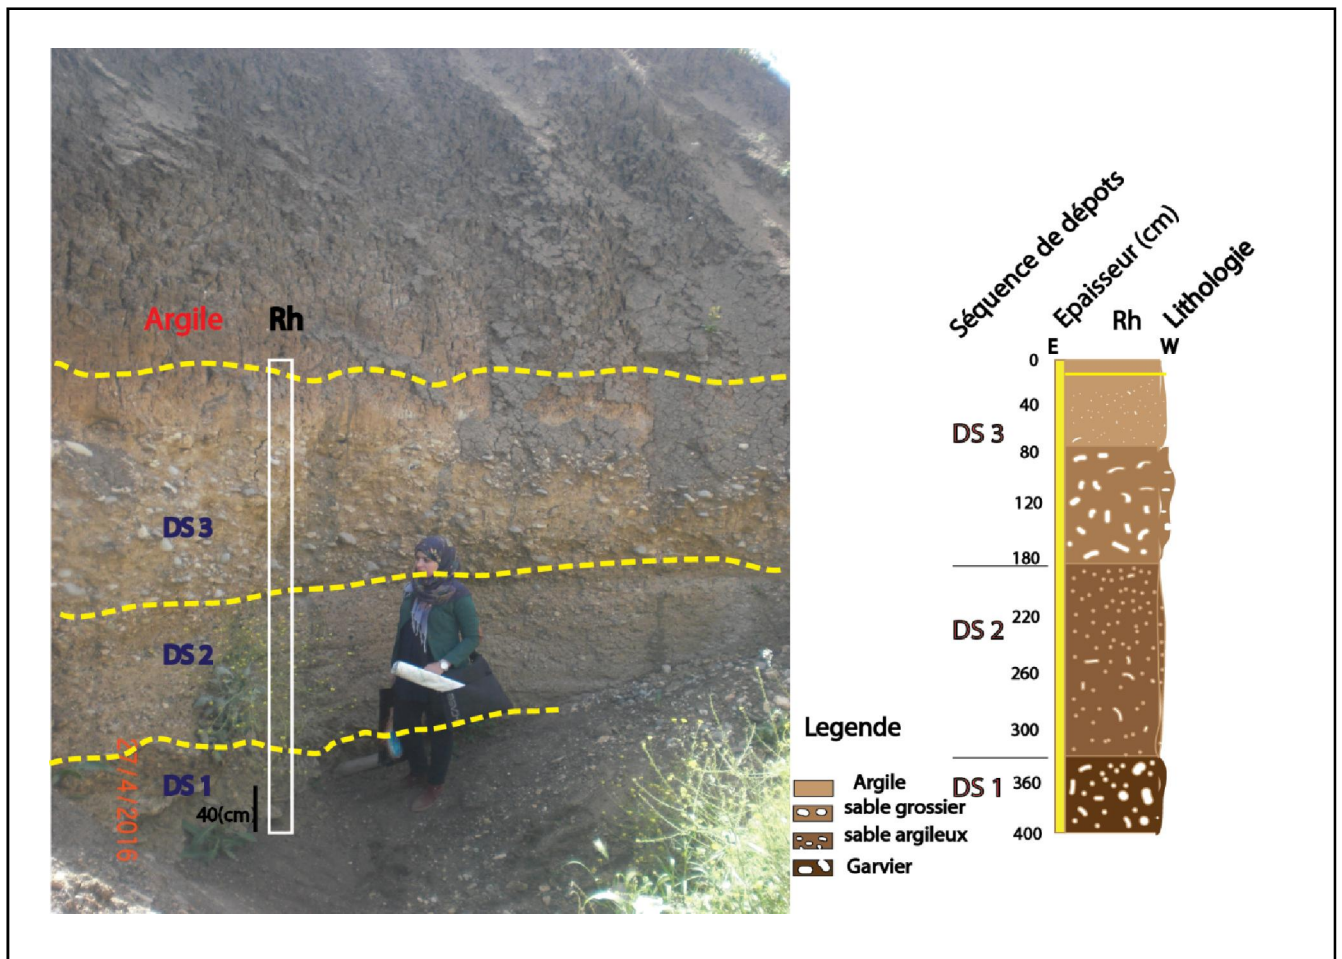 Argile
Rh
DS 3
DS 2
DS 1
40(cm)
27/4/2016
Séquence de dépots
Epaisseur (cm)
Rh
Lithologie
E
W
0
40
DS 3
80
120
180
DS 2
220
260
300
DS 1
360
400
Legende
Argile
sable grossier
sable argileux
Garvier